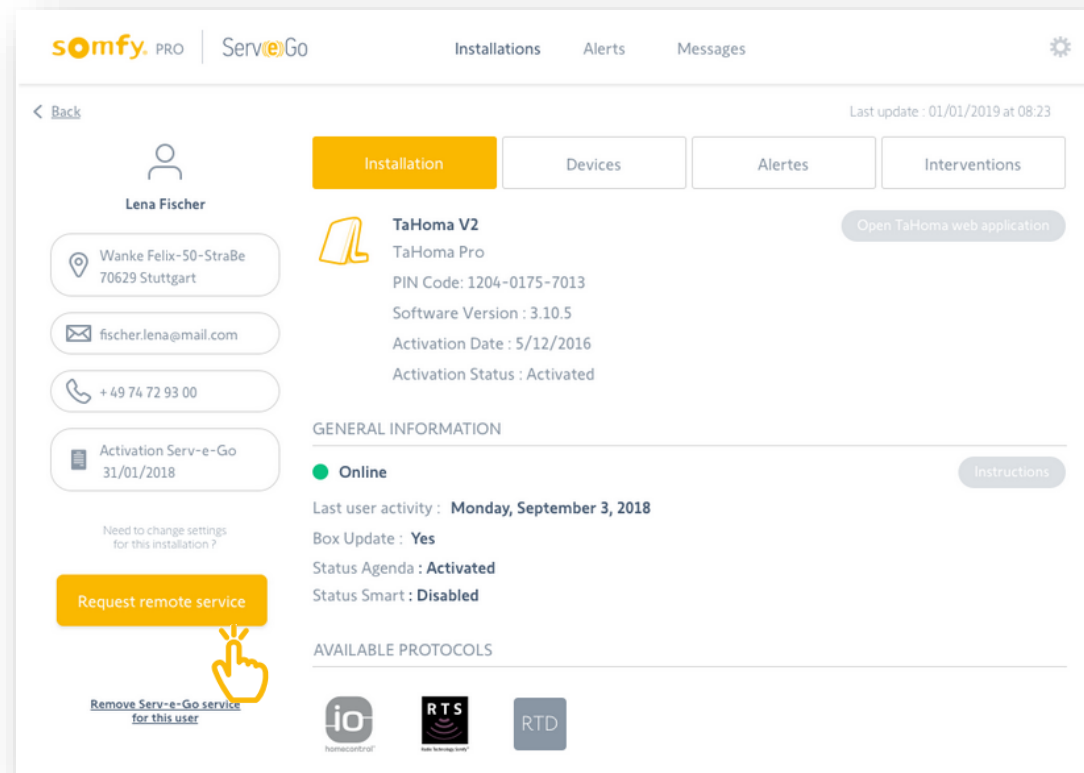 somfy. PRO Serv(e)Go
Installations Alerts Messages
Back
Last update : 01/01/2019 at 08:23
Lena Fischer
Wanke Felix-50-StraBe
70629 Stuttgart
fischer.lena@mail.com
+ 49 74 72 93 00
Activation Serv-e-Go
31/01/2018
Need to change settings
for this installation ?
Request remote service
Remove Serv-e-Go service
for this user
Installation Devices Alertes Interventions
TaHoma V2
Open TaHoma web application
TaHoma Pro
PIN Code: 1204-0175-7013
Software Version : 3.10.5
Activation Date : 5/12/2016
Activation Status : Activated
GENERAL INFORMATION
Online
Instructions
Last user activity : Monday, September 3, 2018
Box Update : Yes
Status Agenda : Activated
Status Smart : Disabled
AVAILABLE PROTOCOLS
io
homecontrol
RTS
Radio Technology Somfy
RTD